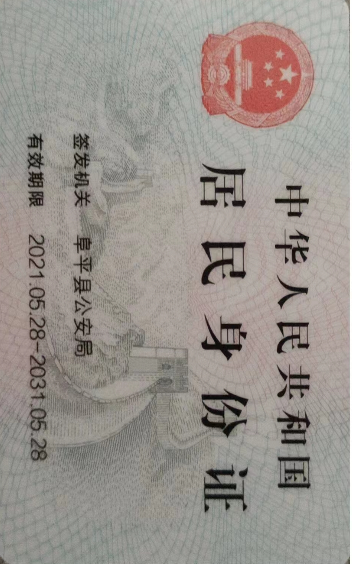 中华人民共和国
居民身份证
签发机关 阜平县公安局
有效期限 2021.05.28-2031.05.28